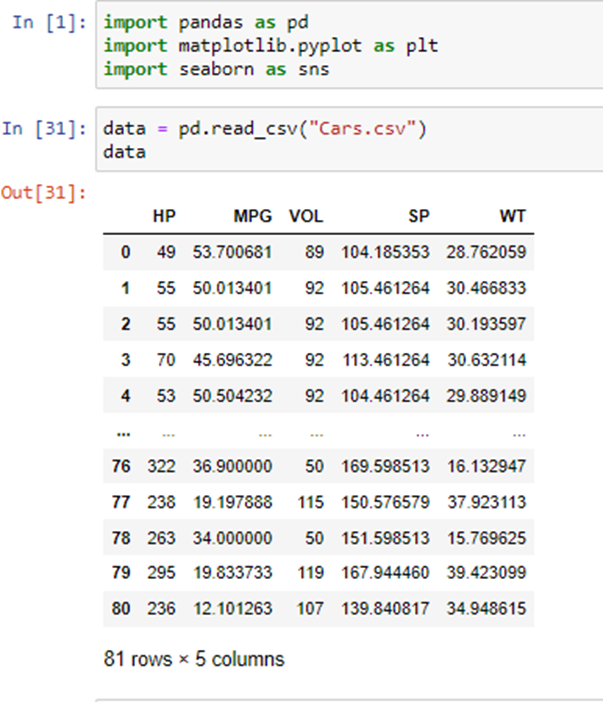 In [1]: import pandas as pd
import matplotlib.pyplot as plt
import seaborn as sns
In [31]: data = pd.read_csv("Cars.csv")
data
Out[31]:
HP MPG VOL SP WT
0 49 53.700681 89 104.185353 28.762059
1 55 50.013401 92 105.461264 30.466833
2 55 50.013401 92 105.461264 30.193597
3 70 45.696322 92 113.461264 30.632114
4 53 50.504232 92 104.461264 29.889149
... ... ... ... ... ...
76 322 36.900000 50 169.598513 16.132947
77 238 19.197888 115 150.576579 37.923113
78 263 34.000000 50 151.598513 15.769625
79 295 19.833733 119 167.944460 39.423099
80 236 12.101263 107 139.840817 34.948615
81 rows × 5 columns